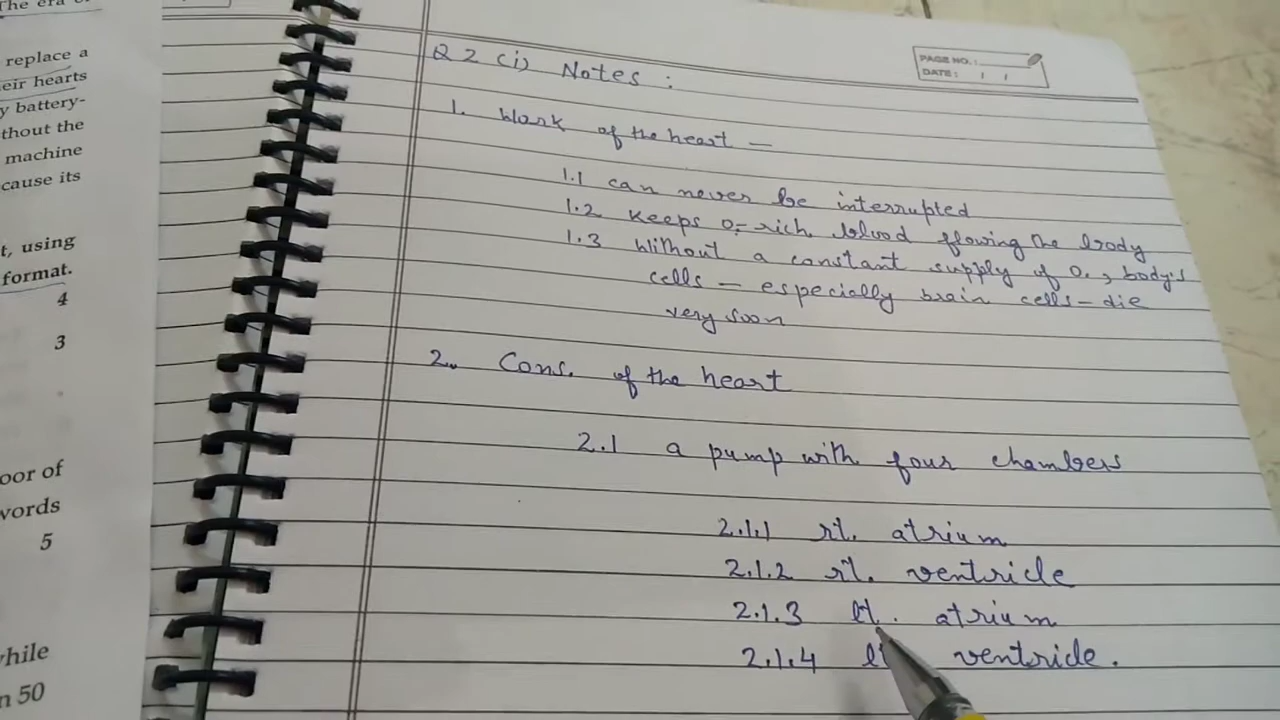 The era of
replace a
eir hearts
y battery-
thout the
machine
cause its
t, using
format.
4
3
oor of
words
5
while
n 50
PAGE NO.:
DATE: / /
Q 2 (i) Notes :
1. Work of the heart —
1.1 can never be interrupted
1.2 keeps O2-rich blood flowing the body
1.3 Without a constant supply of O2, body's
cells — especially brain cells - die
very soon
2. Cons. of the heart
2.1 a pump with four chambers
2.1.1 rt. atrium
2.1.2 rt. ventricle
2.1.3 lt. atrium
2.1.4 ventricle.